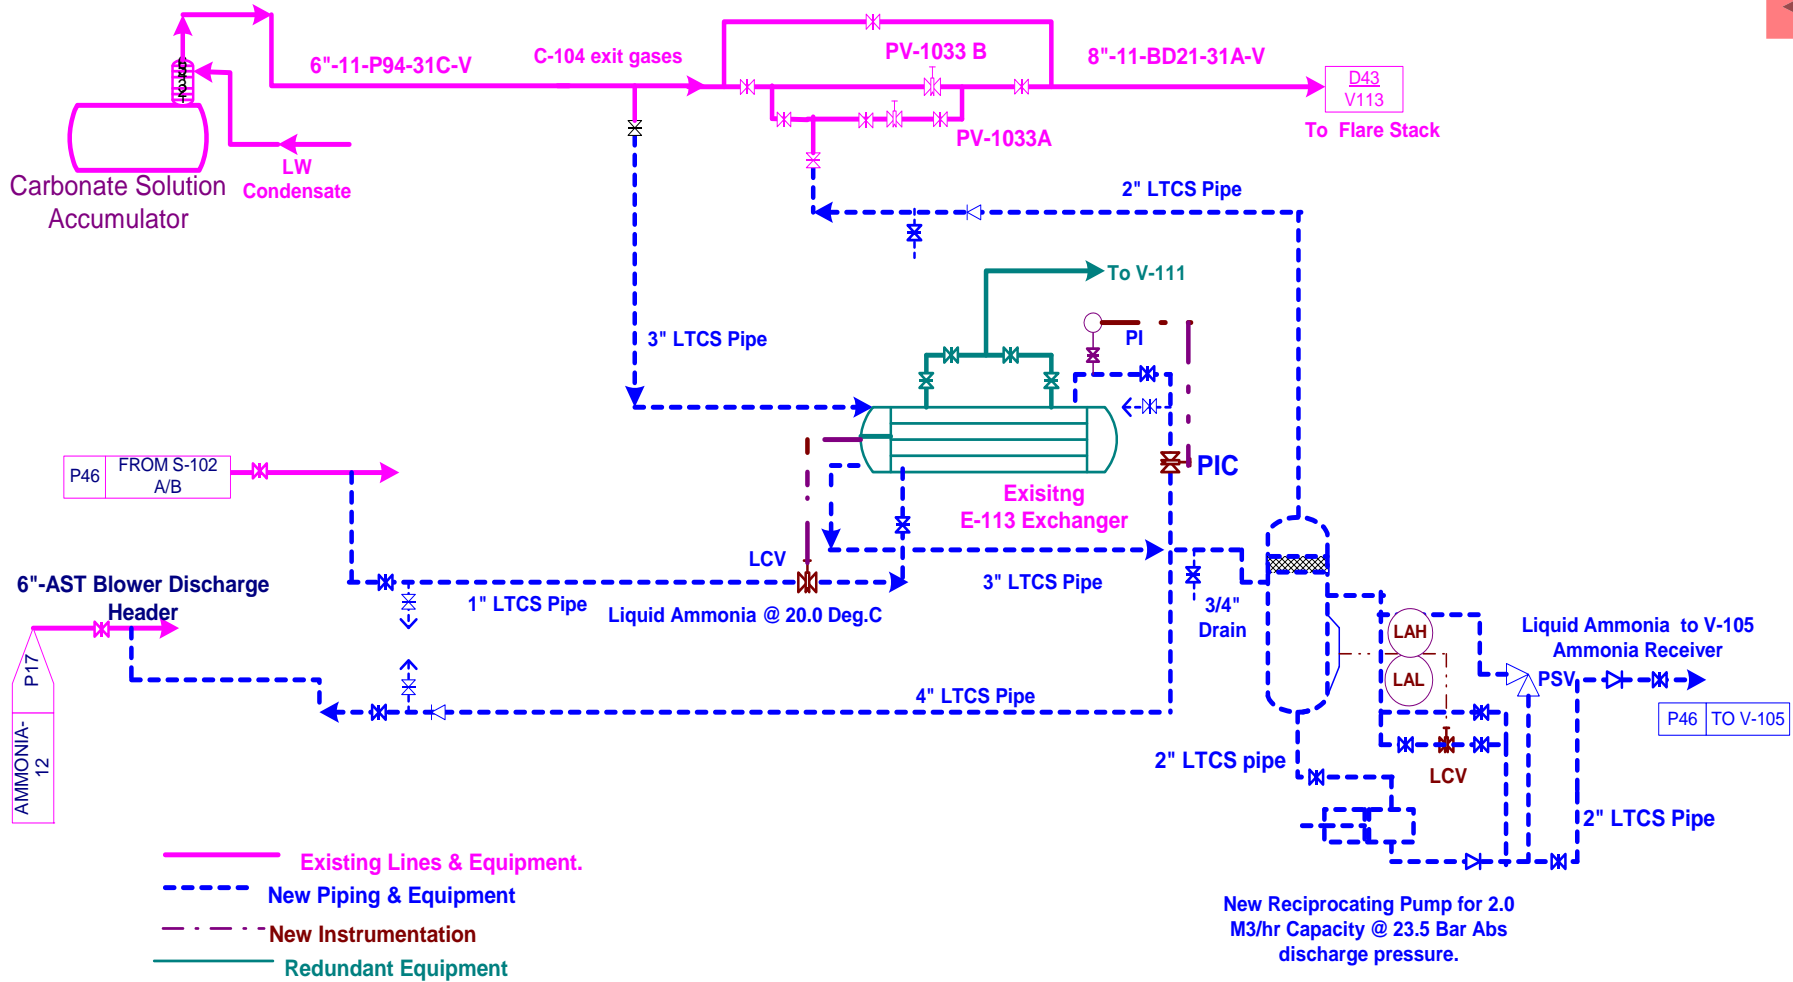 6"-11-P94-31C-V
C-104 exit gases
PV-1033 B
8"-11-BD21-31A-V
D43
V113
To Flare Stack
PV-1033A
LW
Condensate
Carbonate Solution
Accumulator
2" LTCS Pipe
To V-111
3" LTCS Pipe
PI
PIC
P46
FROM S-102
A/B
Exisitng
E-113 Exchanger
LCV
3" LTCS Pipe
6"-AST Blower Discharge
Header
1" LTCS Pipe
Liquid Ammonia @ 20.0 Deg.C
3/4"
Drain
LAH
LAL
Liquid Ammonia to V-105
Ammonia Receiver
PSV
P17
AMMONIA-
12
4" LTCS Pipe
P46
TO V-105
2" LTCS pipe
LCV
2" LTCS Pipe
Existing Lines & Equipment.
New Piping & Equipment
New Instrumentation
Redundant Equipment
New Reciprocating Pump for 2.0
M3/hr Capacity @ 23.5 Bar Abs
discharge pressure.